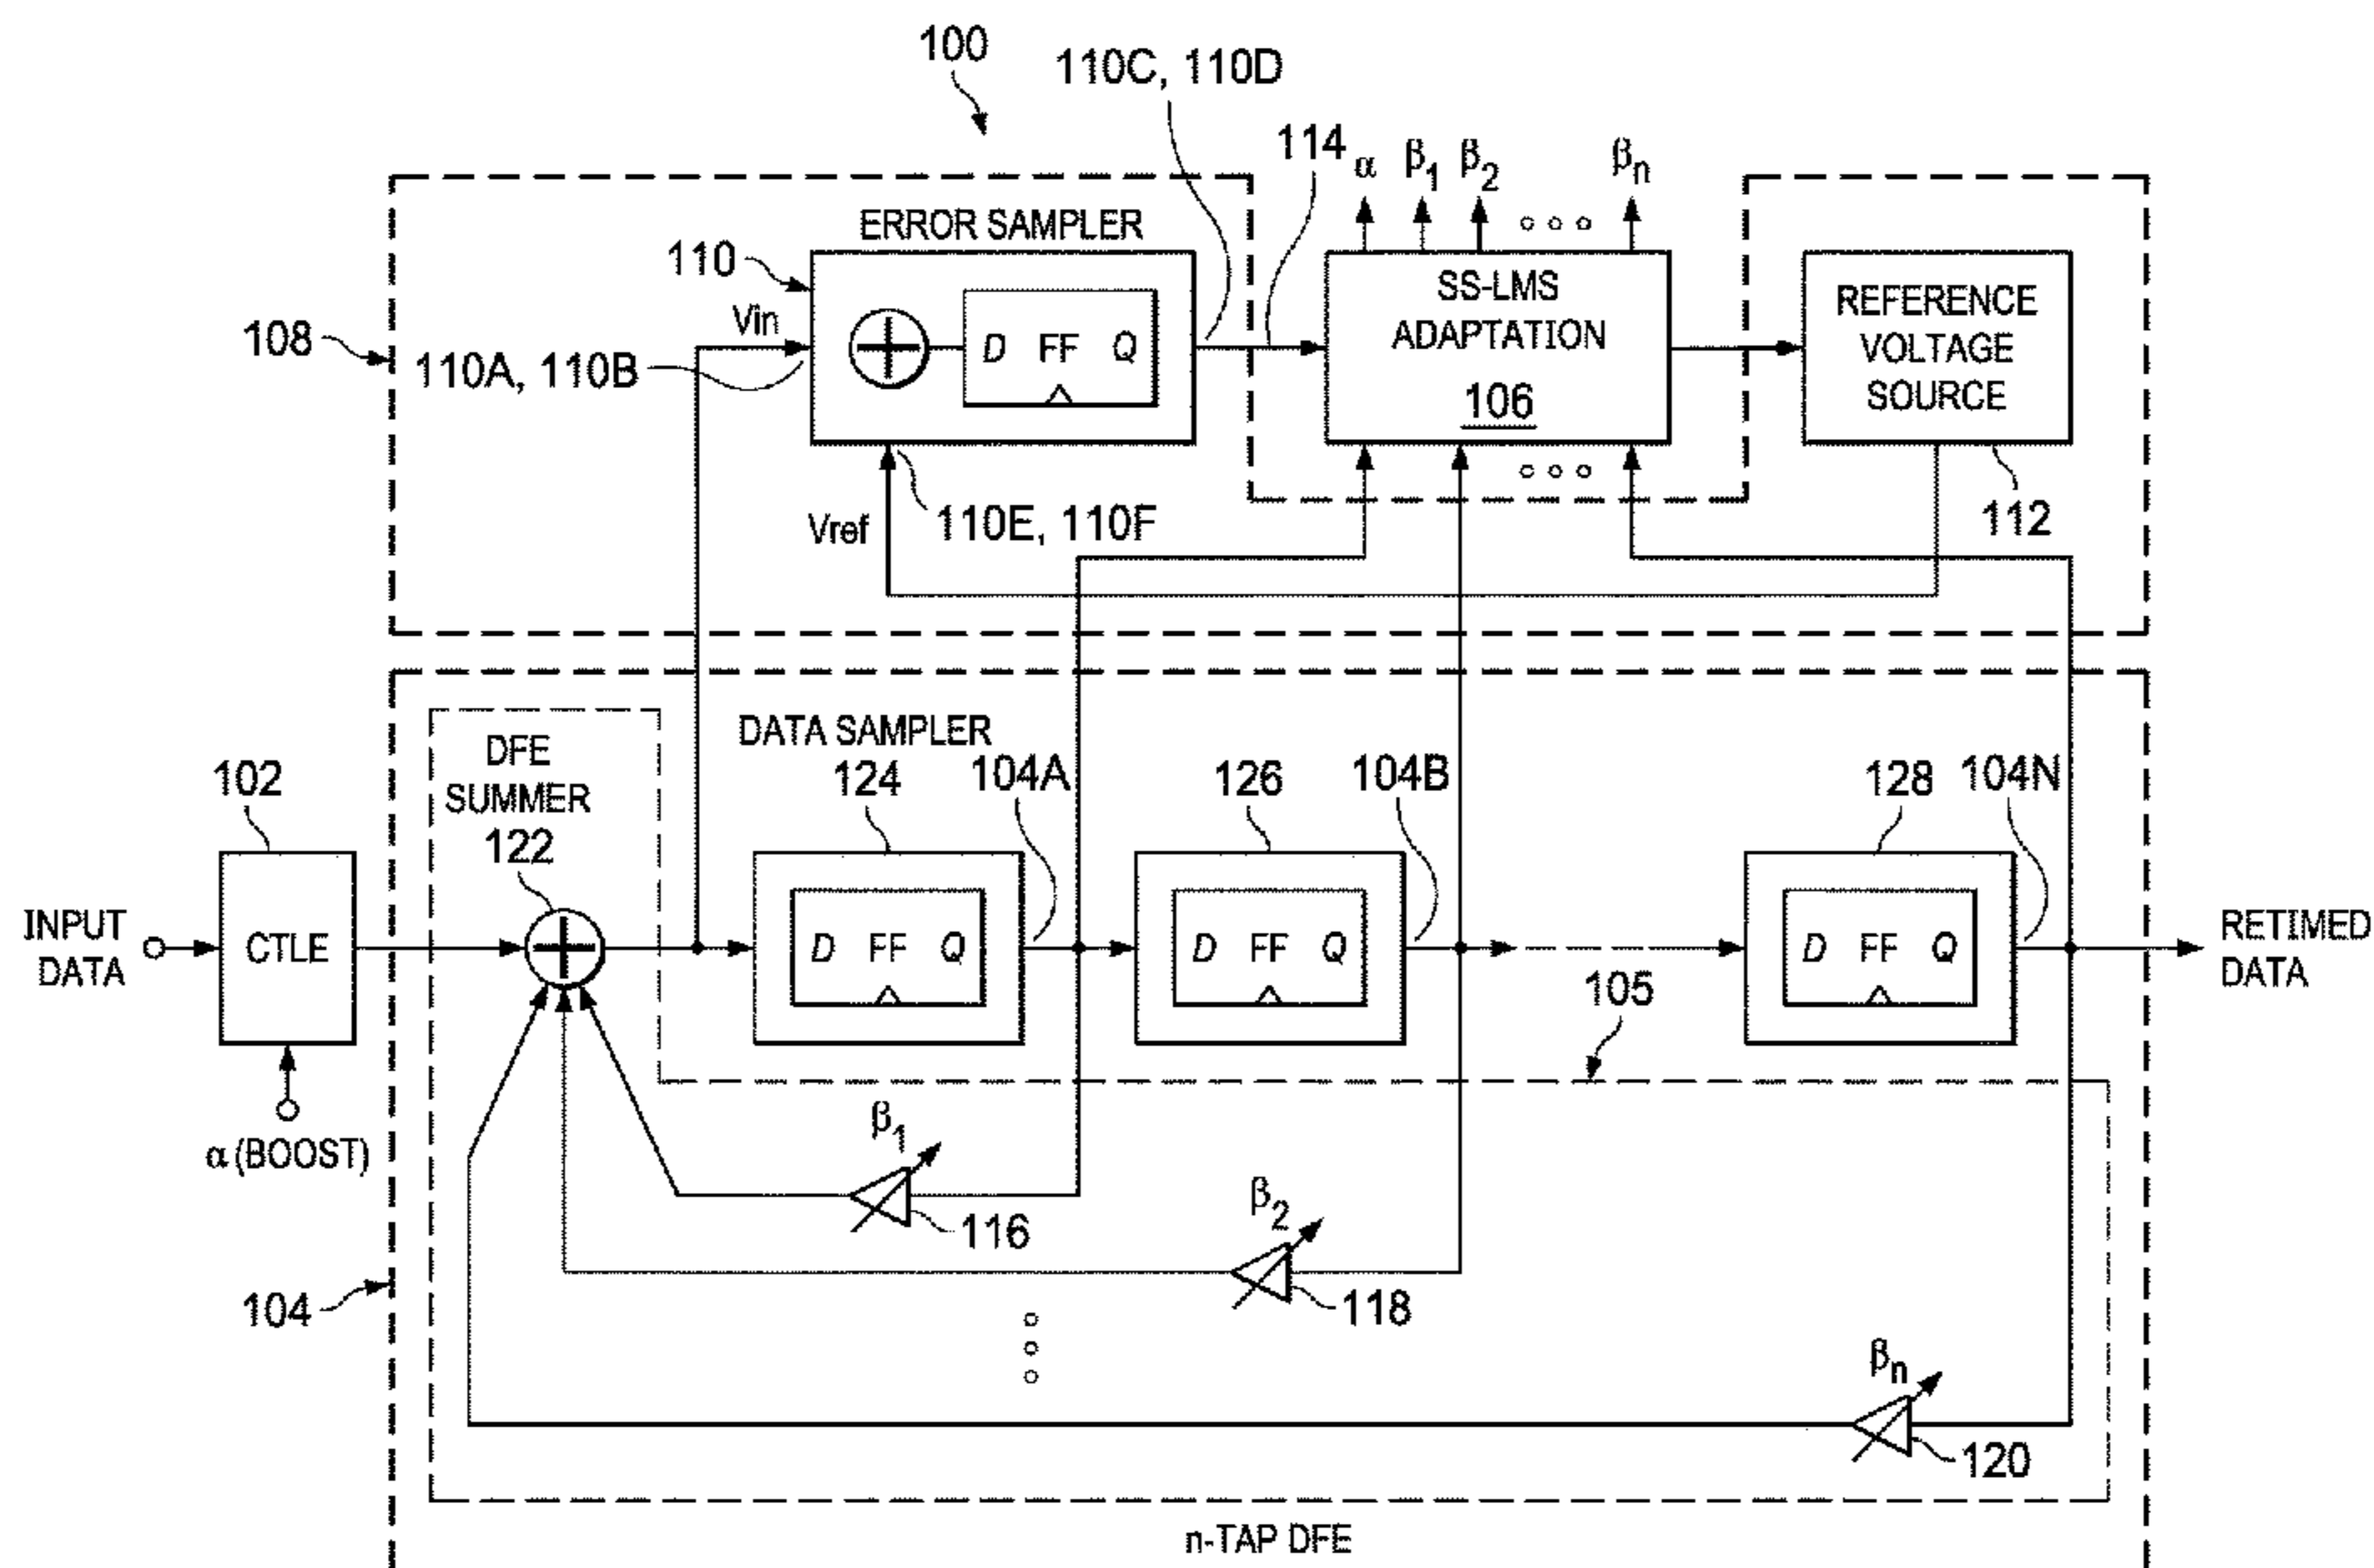 100
110C, 110D
114
α
β1
β2
βn
ERROR SAMPLER
110
Vin
108
110A, 110B
D FF Q
SS-LMS
ADAPTATION
106
REFERENCE
VOLTAGE
SOURCE
Vref
110E, 110F
112
DATA SAMPLER
DFE
SUMMER
122
102
124
104A
126
104B
128
104N
INPUT
DATA
CTLE
D FF Q
D FF Q
D FF Q
RETIMED
DATA
105
α (BOOST)
β1
116
β2
118
104
βn
120
n-TAP DFE